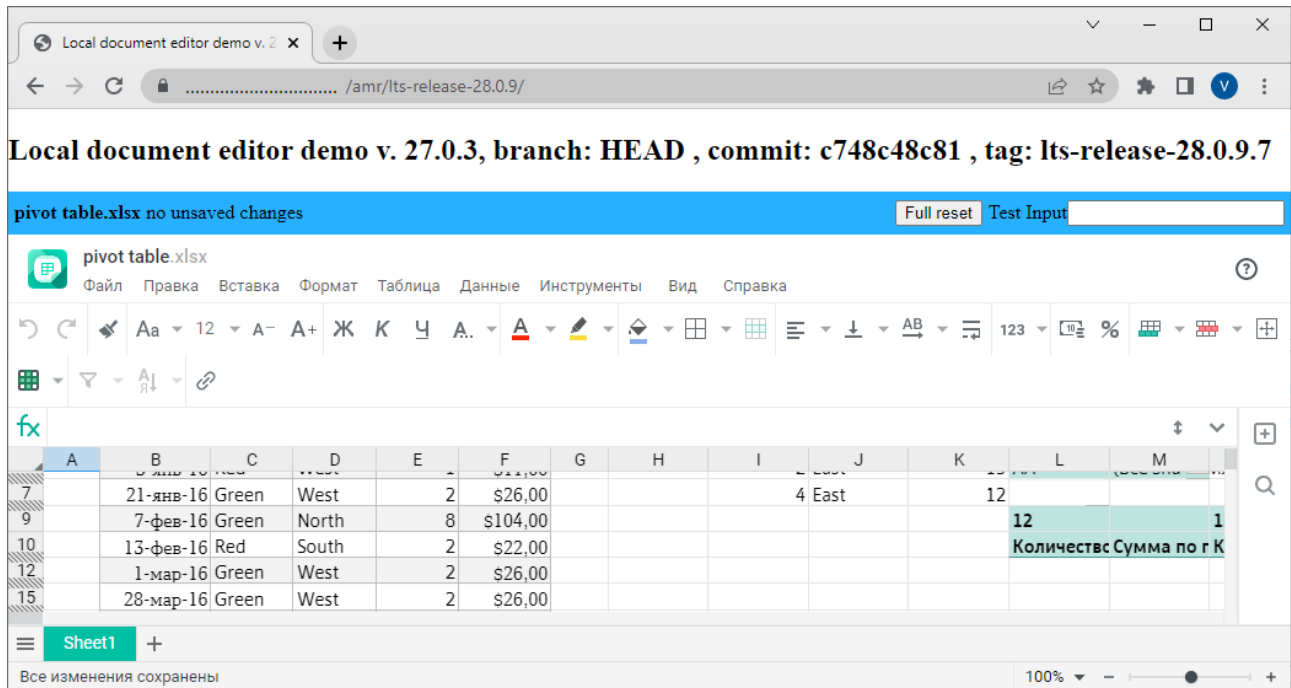 Local document editor demo v. 2
V
................................ /amr/lts-release-28.0.9/
Local document editor demo v. 27.0.3, branch: HEAD , commit: c748c48c81 , tag: lts-release-28.0.9.7
pivot table.xlsx no unsaved changes Full reset Test Input
pivot table.xlsx
Файл Правка Вставка Формат Таблица Данные Инструменты Вид Справка
Aa 12 A− A+ Ж К Ч A.. A AB 123 10 %
АЯ
fx
A B C D E F G H I J K L M
7 21-янв-16 Green West 2 $26,00 4 East 12
9 7-фев-16 Green North 8 $104,00 12 1
10 13-фев-16 Red South 2 $22,00 Количествс Сумма по г К
12 1-мар-16 Green West 2 $26,00
15 28-мар-16 Green West 2 $26,00
Sheet1
Все изменения сохранены 100%